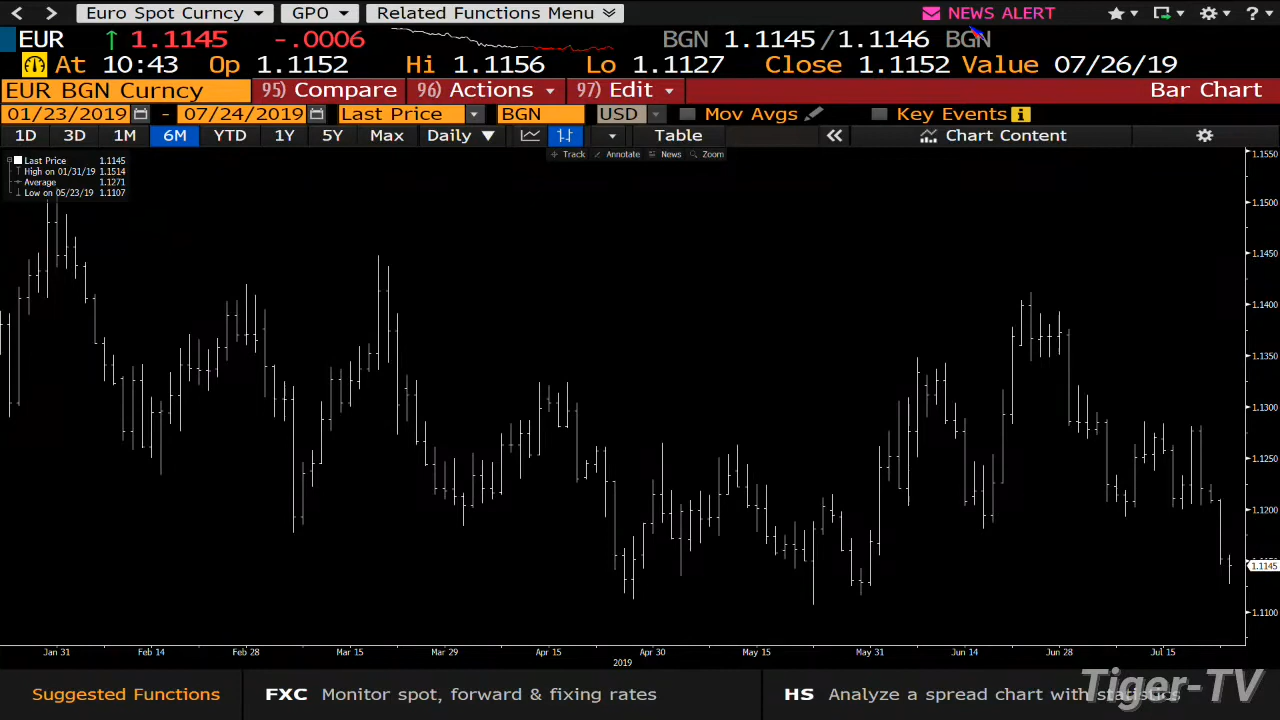 Euro Spot Curncy GPO Related Functions Menu NEWS ALERT ?
EUR ↑ 1.1145 -.0006 BGN 1.1145/1.1146 BGN
At 10:43 Op 1.1152 Hi 1.1156 Lo 1.1127 Close 1.1152 Value 07/26/19
EUR BGN Curncy 95) Compare 96) Actions 97) Edit Bar Chart
01/23/2019 - 07/24/2019 Last Price BGN USD Mov Avgs Key Events i
1D 3D 1M 6M YTD 1Y 5Y Max Daily ▼ Table « Chart Content
Track Annotate News Zoom
Last Price 1.1145
High on 01/31/19 1.1514
Average 1.1271
Low on 05/23/19 1.1107
1.1550
1.1500
1.1450
1.1400
1.1350
1.1300
1.1250
1.1200
1.1145
1.1100
Jan 31 Feb 14 Feb 28 Mar 15 Mar 29 Apr 15 Apr 30 May 15 May 31 Jun 14 Jun 28 Jul 15
2019
Suggested Functions FXC Monitor spot, forward & fixing rates HS Analyze a spread chart with statistics
Tiger-TV